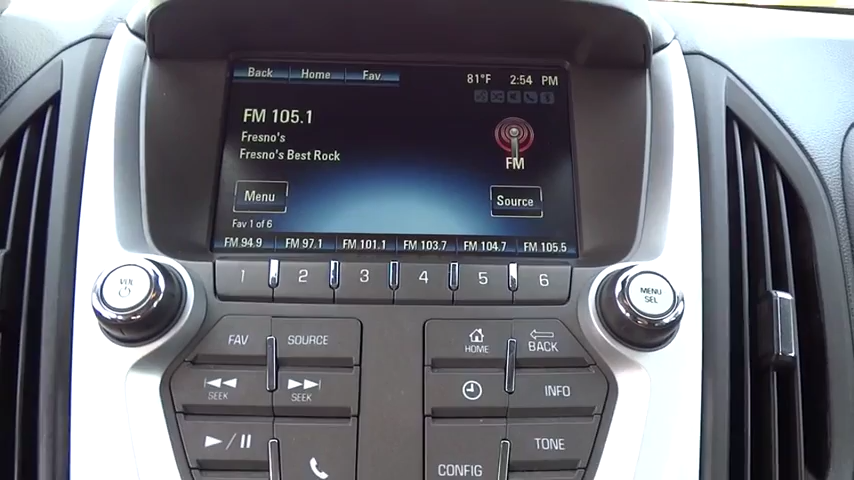 Back Home Fav 81°F 2:54 PM
FM 105.1
Fresno's
Fresno's Best Rock
FM
Menu Source
Fav 1 of 6
FM 94.9 FM 97.1 FM 101.1 FM 103.7 FM 104.7 FM 105.5
1 2 3 4 5 6
VOL
MENU
SEL
FAV SOURCE HOME BACK
SEEK SEEK INFO
TONE
CONFIG